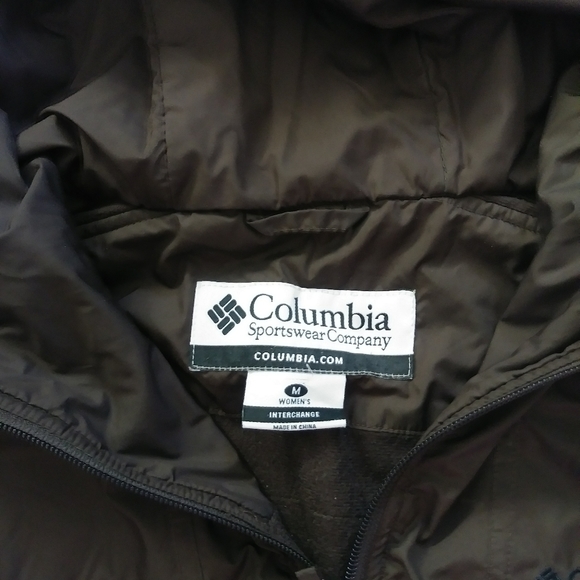 Columbia
Sportswear Company
COLUMBIA.COM
M
WOMEN'S
INTERCHANGE
MADE IN CHINA